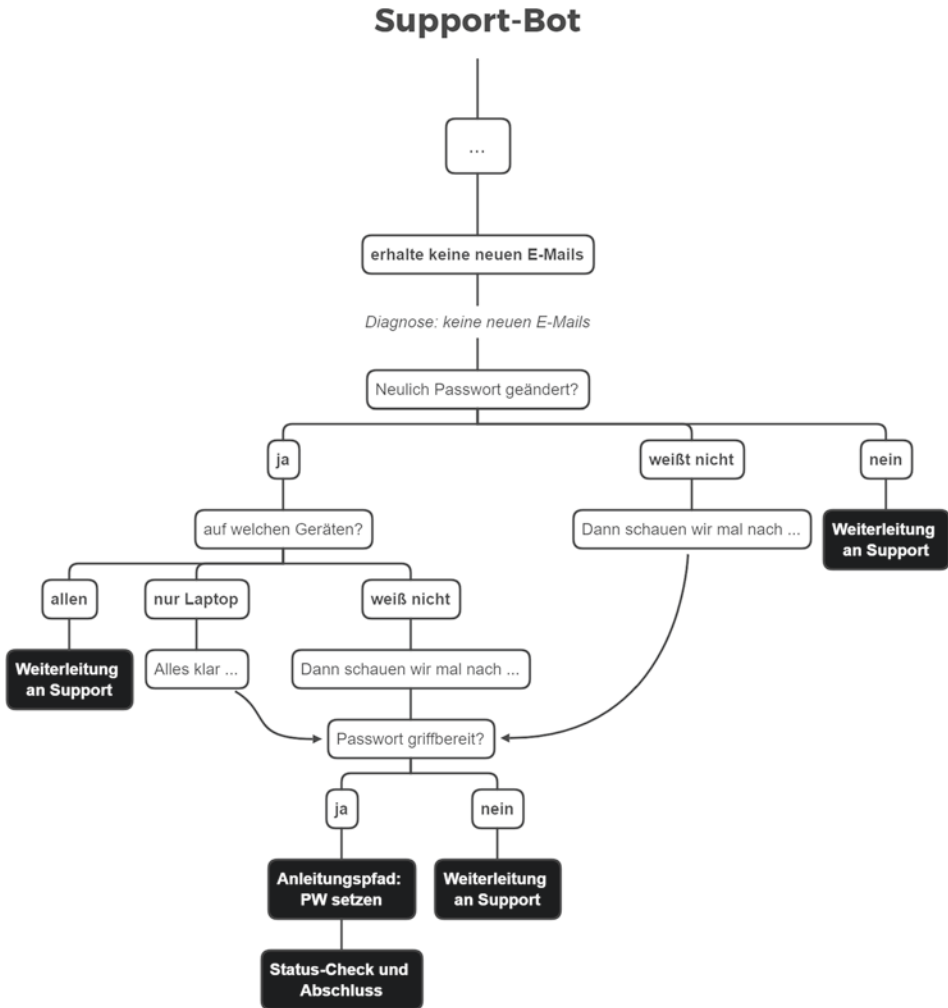 Support-Bot
...
erhalte keine neuen E-Mails
Diagnose: keine neuen E-Mails
Neulich Passwort geändert?
ja
weißt nicht
nein
auf welchen Geräten?
Dann schauen wir mal nach ...
Weiterleitung
an Support
allen
nur Laptop
weiß nicht
Weiterleitung
an Support
Alles klar ...
Dann schauen wir mal nach ...
Passwort griffbereit?
ja
nein
Anleitungspfad:
PW setzen
Weiterleitung
an Support
Status-Check und
Abschluss